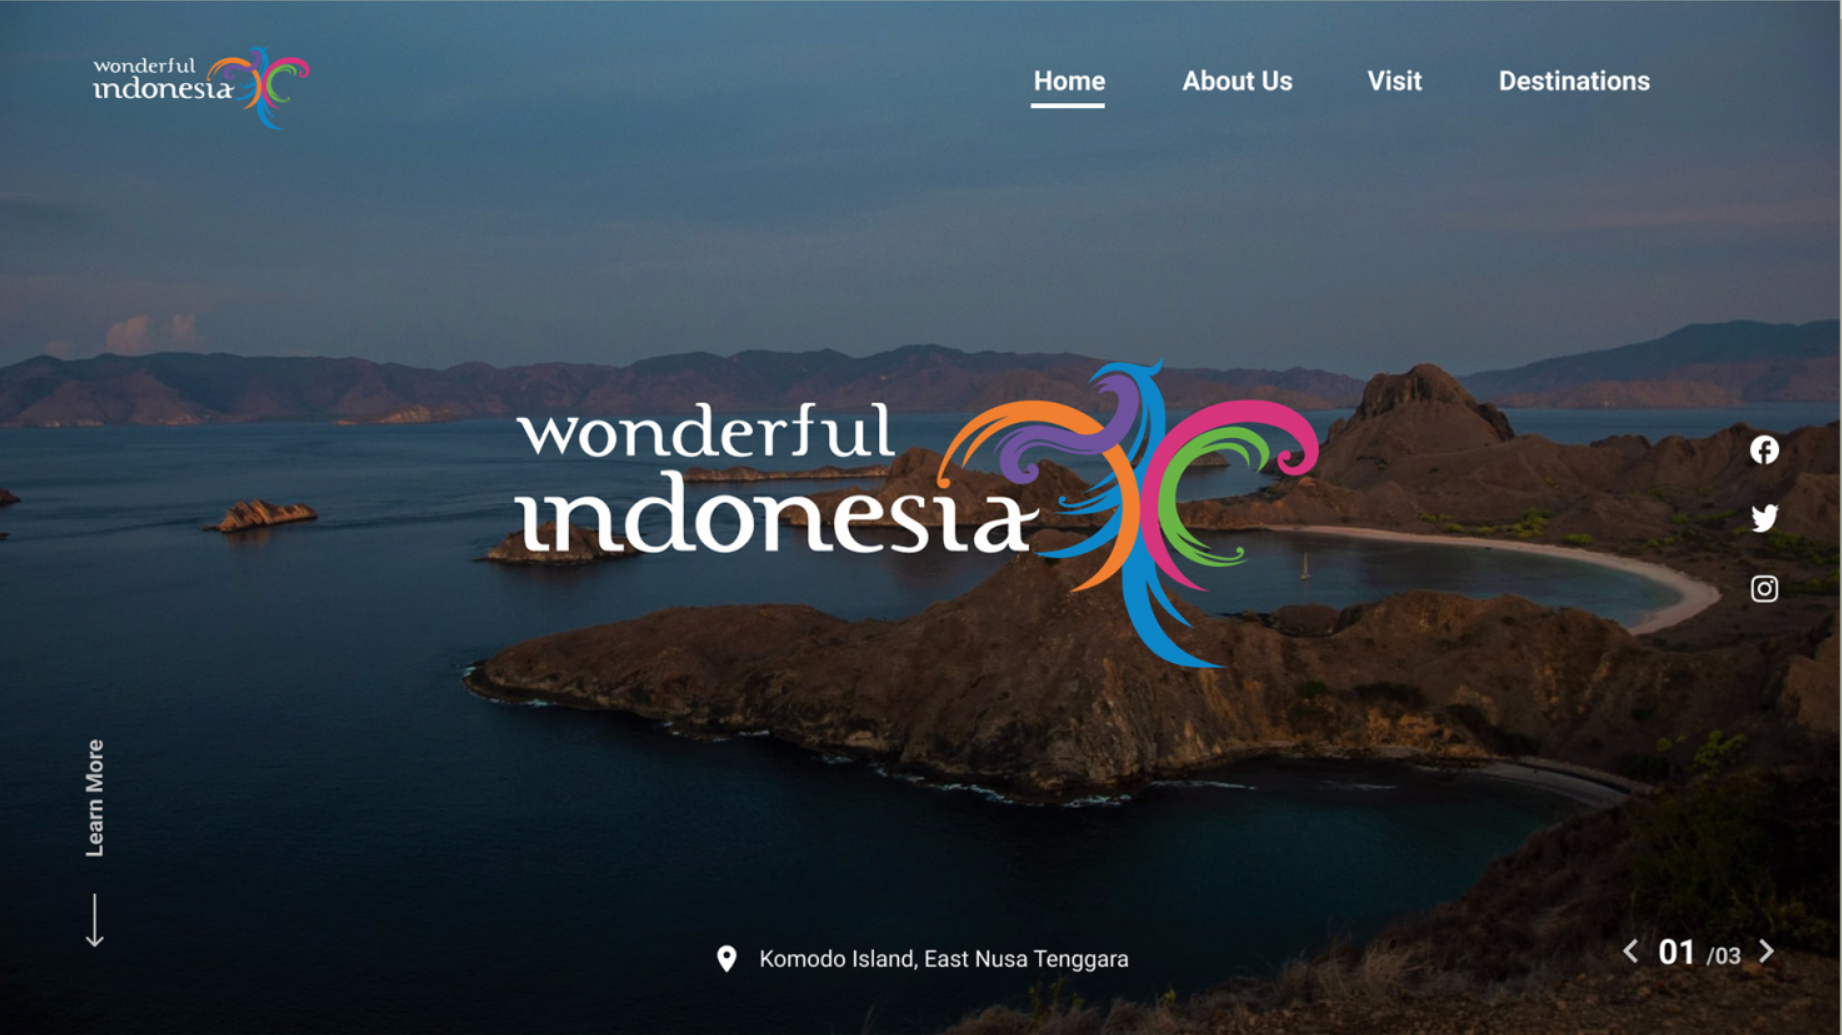 wonderful
indonesia
Home
About Us
Visit
Destinations
wonderful
indonesia
Learn More
Komodo Island, East Nusa Tenggara
01 /03